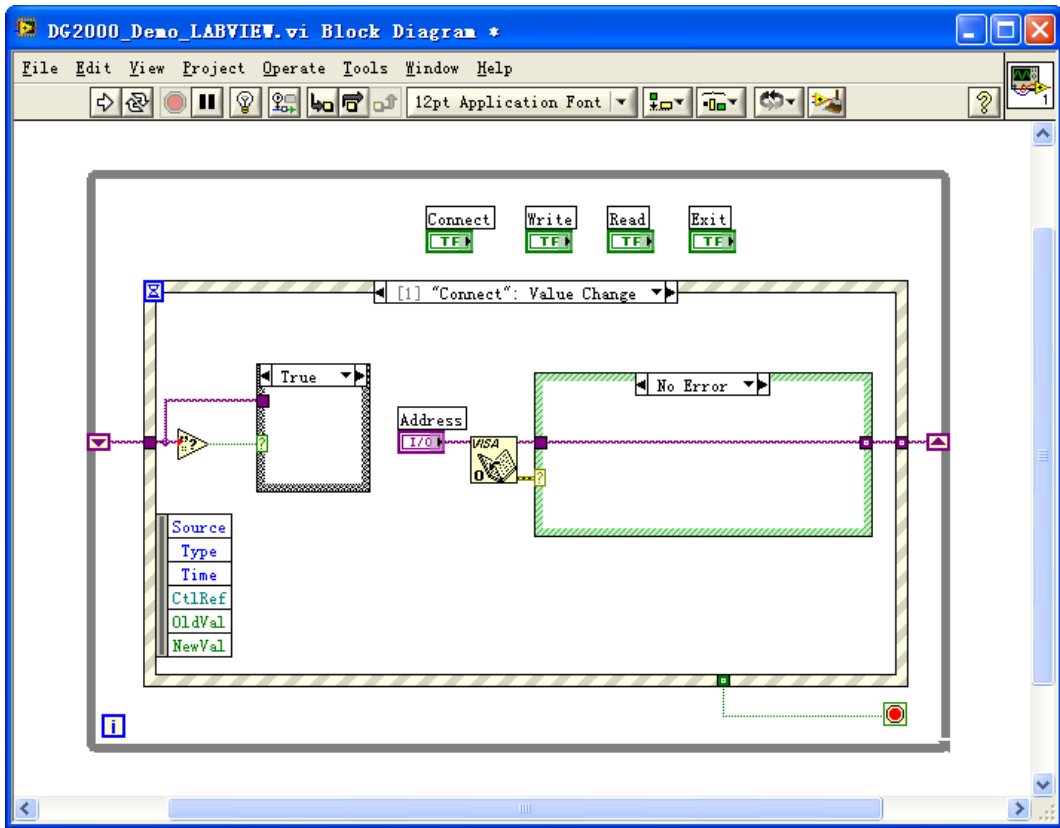 DG2000_Demo_LABVIEW.vi Block Diagram *
File Edit View Project Operate Tools Window Help
12pt Application Font
1
Connect Write Read Exit
TF TF TF TF
[1] "Connect": Value Change
True
No Error
Address
I/O
"?
VISA
?
0
?
Source
Type
Time
CtlRef
OldVal
NewVal
i